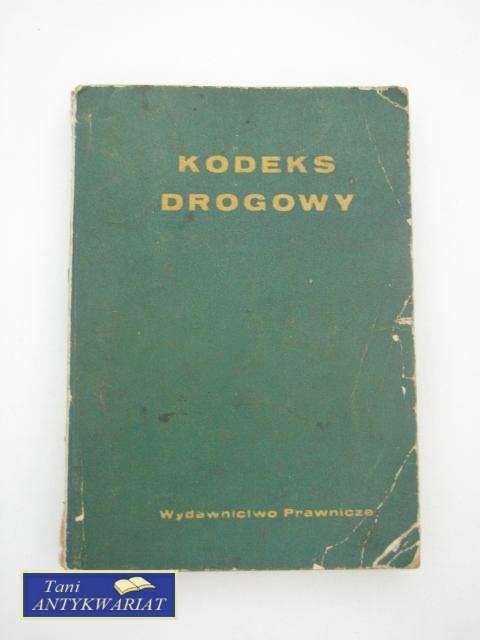 KODEKS
DROGOWY
Wydawnictwo Prawnicze
Tani
ANTYKWARIAT